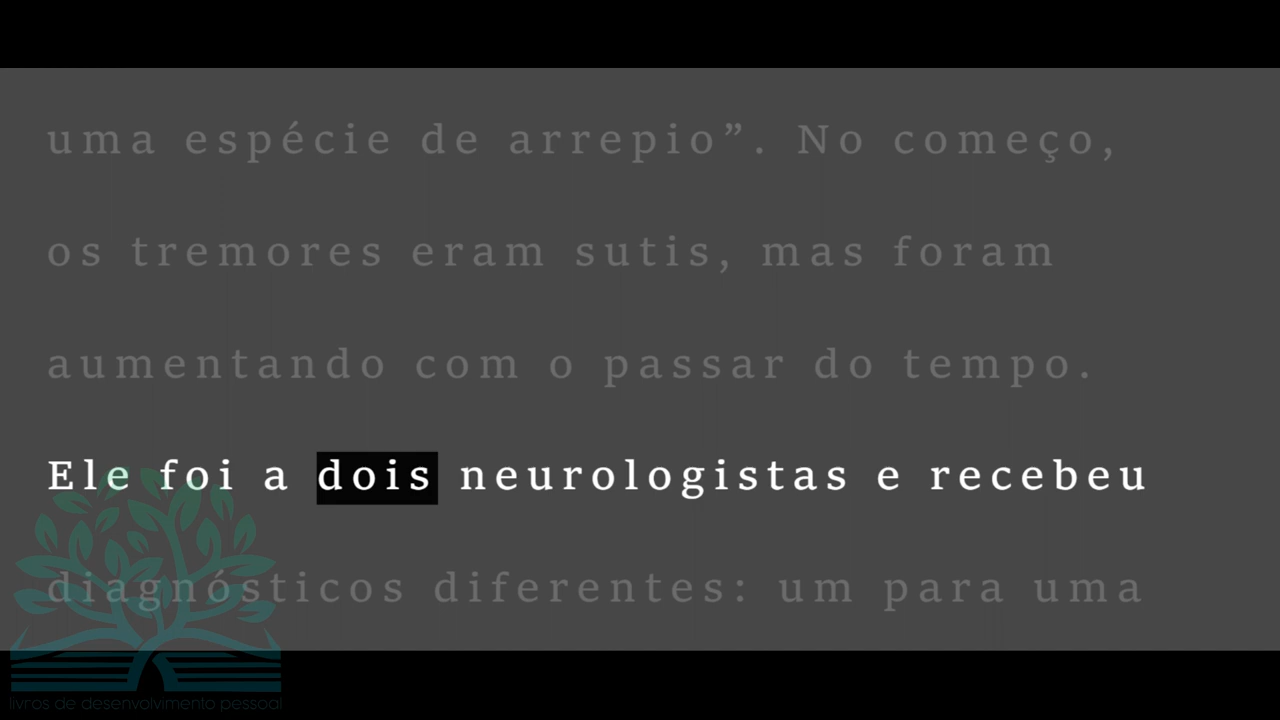 uma espécie de arrepio”. No começo,
os tremores eram sutis, mas foram
aumentando com o passar do tempo.
Ele foi a dois neurologistas e recebeu
diagnósticos diferentes: um para uma
livros de desenvolvimento pessoal